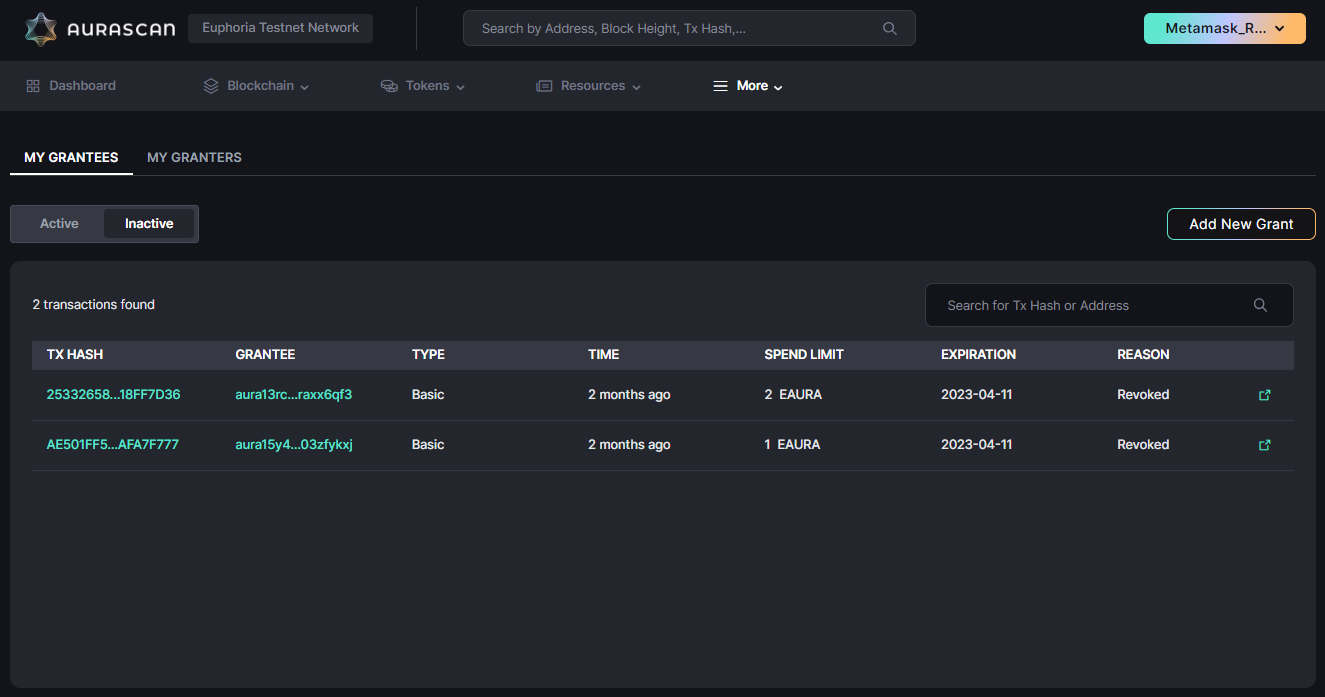 AURASCAN Euphoria Testnet Network Search by Address, Block Height, Tx Hash,... Metamask_R...
Dashboard Blockchain Tokens Resources More
MY GRANTEES MY GRANTERS
Active Inactive Add New Grant
2 transactions found Search for Tx Hash or Address
TX HASH GRANTEE TYPE TIME SPEND LIMIT EXPIRATION REASON
25332658...18FF7D36 aura13rc...raxx6qf3 Basic 2 months ago 2 EAURA 2023-04-11 Revoked
AE501FF5...AFA7F777 aura15y4...03zfykxj Basic 2 months ago 1 EAURA 2023-04-11 Revoked